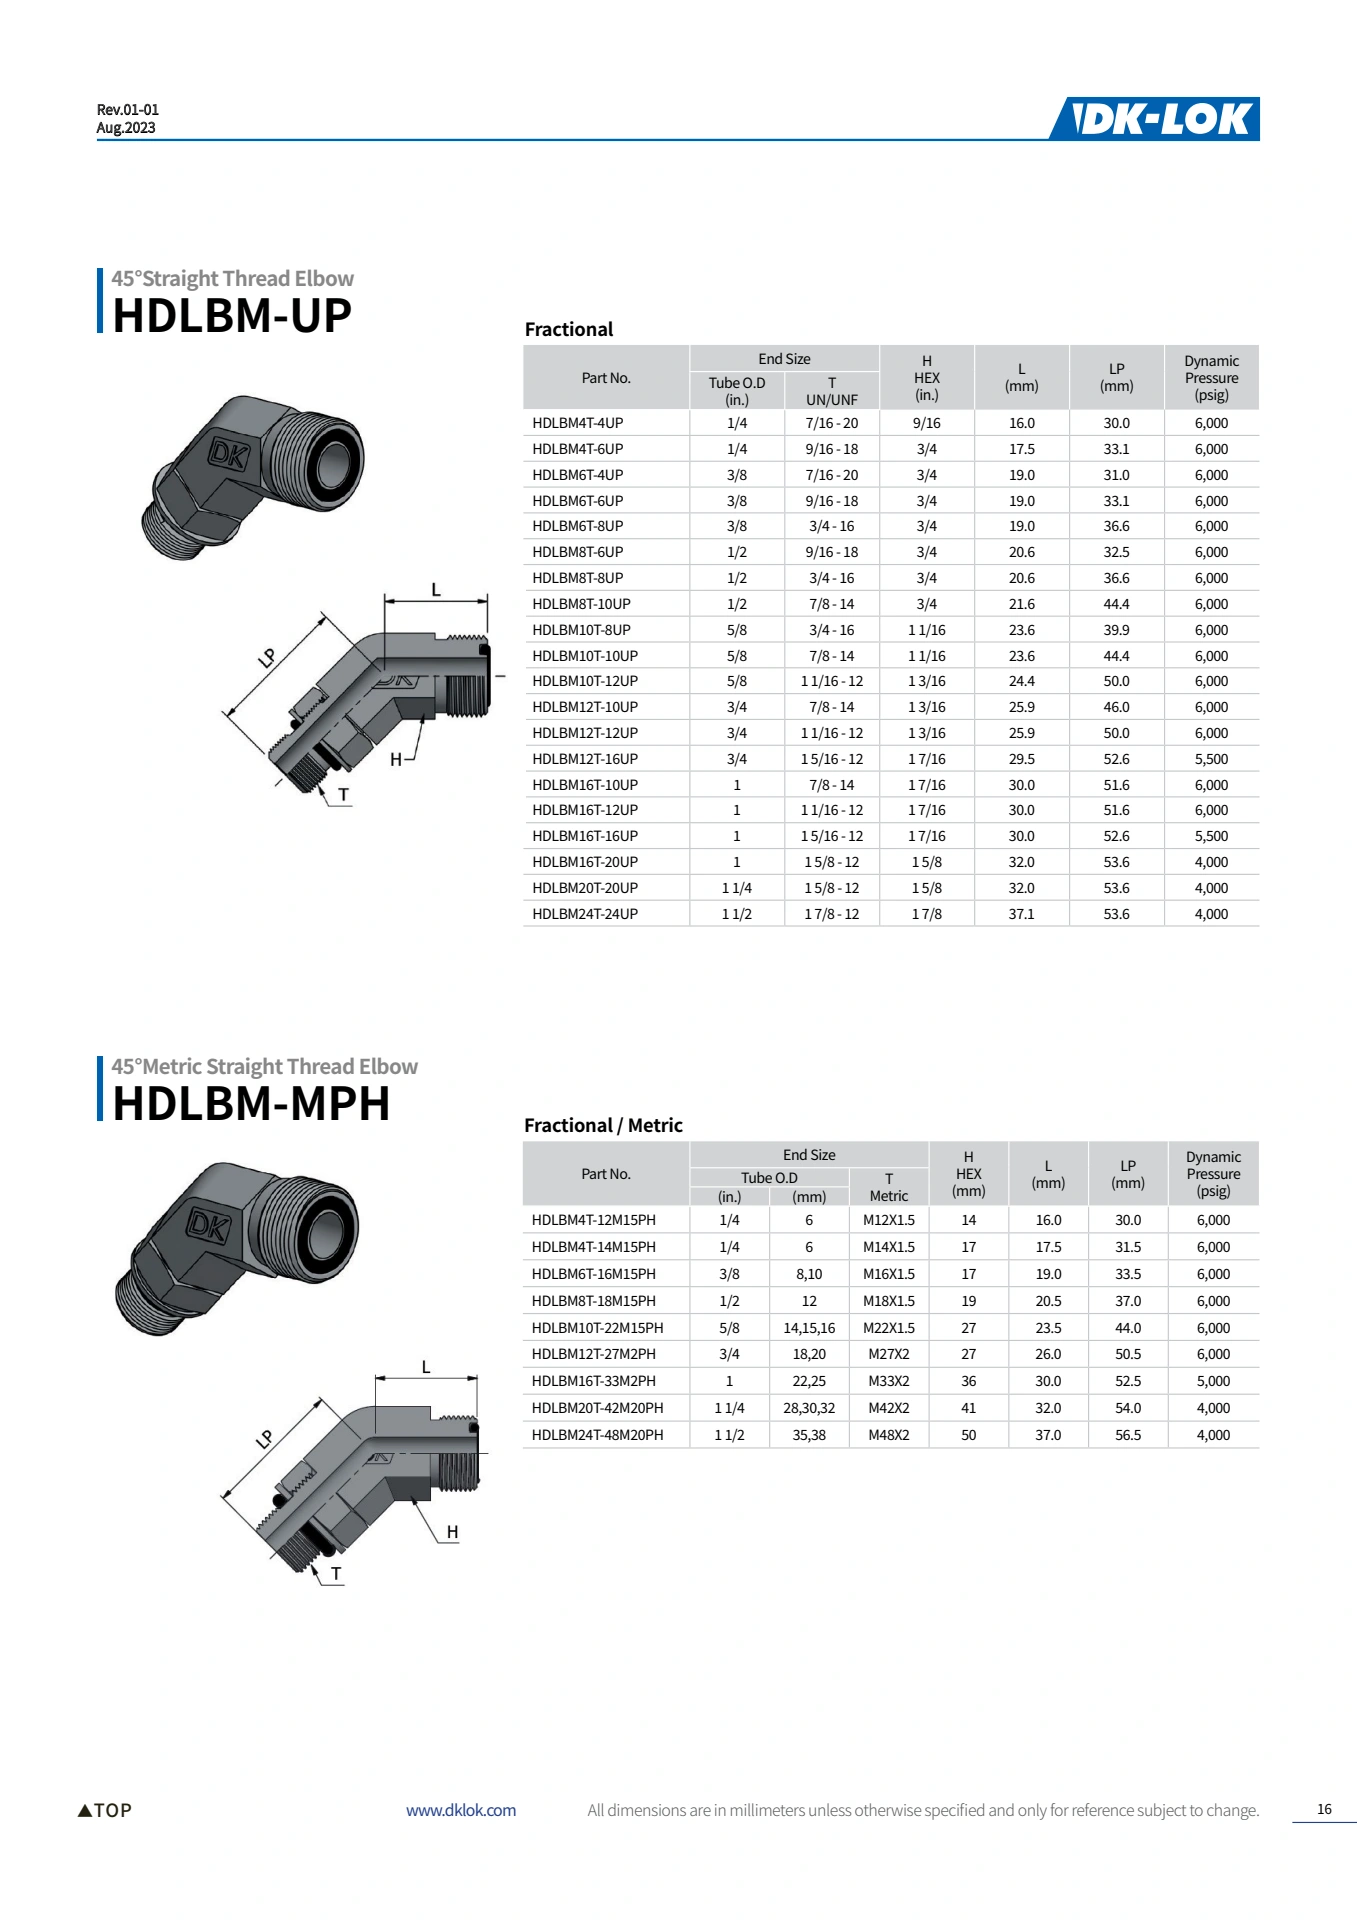 Rev.01-01
Aug.2023
DK-LOK
45°Straight Thread Elbow
HDLBM-UP
DK
L
LP
DK
H
T
Fractional
Part No. End Size H HEX (in.) L (mm) LP (mm) Dynamic Pressure (psig)
Tube O.D (in.) T UN/UNF
HDLBM4T-4UP 1/4 7/16 - 20 9/16 16.0 30.0 6,000
HDLBM4T-6UP 1/4 9/16 - 18 3/4 17.5 33.1 6,000
HDLBM6T-4UP 3/8 7/16 - 20 3/4 19.0 31.0 6,000
HDLBM6T-6UP 3/8 9/16 - 18 3/4 19.0 33.1 6,000
HDLBM6T-8UP 3/8 3/4 - 16 3/4 19.0 36.6 6,000
HDLBM8T-6UP 1/2 9/16 - 18 3/4 20.6 32.5 6,000
HDLBM8T-8UP 1/2 3/4 - 16 3/4 20.6 36.6 6,000
HDLBM8T-10UP 1/2 7/8 - 14 3/4 21.6 44.4 6,000
HDLBM10T-8UP 5/8 3/4 - 16 1 1/16 23.6 39.9 6,000
HDLBM10T-10UP 5/8 7/8 - 14 1 1/16 23.6 44.4 6,000
HDLBM10T-12UP 5/8 1 1/16 - 12 1 3/16 24.4 50.0 6,000
HDLBM12T-10UP 3/4 7/8 - 14 1 3/16 25.9 46.0 6,000
HDLBM12T-12UP 3/4 1 1/16 - 12 1 3/16 25.9 50.0 6,000
HDLBM12T-16UP 3/4 1 5/16 - 12 1 7/16 29.5 52.6 5,500
HDLBM16T-10UP 1 7/8 - 14 1 7/16 30.0 51.6 6,000
HDLBM16T-12UP 1 1 1/16 - 12 1 7/16 30.0 51.6 6,000
HDLBM16T-16UP 1 1 5/16 - 12 1 7/16 30.0 52.6 5,500
HDLBM16T-20UP 1 1 5/8 - 12 1 5/8 32.0 53.6 4,000
HDLBM20T-20UP 1 1/4 1 5/8 - 12 1 5/8 32.0 53.6 4,000
HDLBM24T-24UP 1 1/2 1 7/8 - 12 1 7/8 37.1 53.6 4,000
45°Metric Straight Thread Elbow
HDLBM-MPH
DK
L
LP
DK
H
T
Fractional / Metric
Part No. End Size H HEX (mm) L (mm) LP (mm) Dynamic Pressure (psig)
Tube O.D T Metric
(in.) (mm)
HDLBM4T-12M15PH 1/4 6 M12X1.5 14 16.0 30.0 6,000
HDLBM4T-14M15PH 1/4 6 M14X1.5 17 17.5 31.5 6,000
HDLBM6T-16M15PH 3/8 8,10 M16X1.5 17 19.0 33.5 6,000
HDLBM8T-18M15PH 1/2 12 M18X1.5 19 20.5 37.0 6,000
HDLBM10T-22M15PH 5/8 14,15,16 M22X1.5 27 23.5 44.0 6,000
HDLBM12T-27M2PH 3/4 18,20 M27X2 27 26.0 50.5 6,000
HDLBM16T-33M2PH 1 22,25 M33X2 36 30.0 52.5 5,000
HDLBM20T-42M20PH 1 1/4 28,30,32 M42X2 41 32.0 54.0 4,000
HDLBM24T-48M20PH 1 1/2 35,38 M48X2 50 37.0 56.5 4,000
▲TOP
www.dklok.com
All dimensions are in millimeters unless otherwise specified and only for reference subject to change.
16